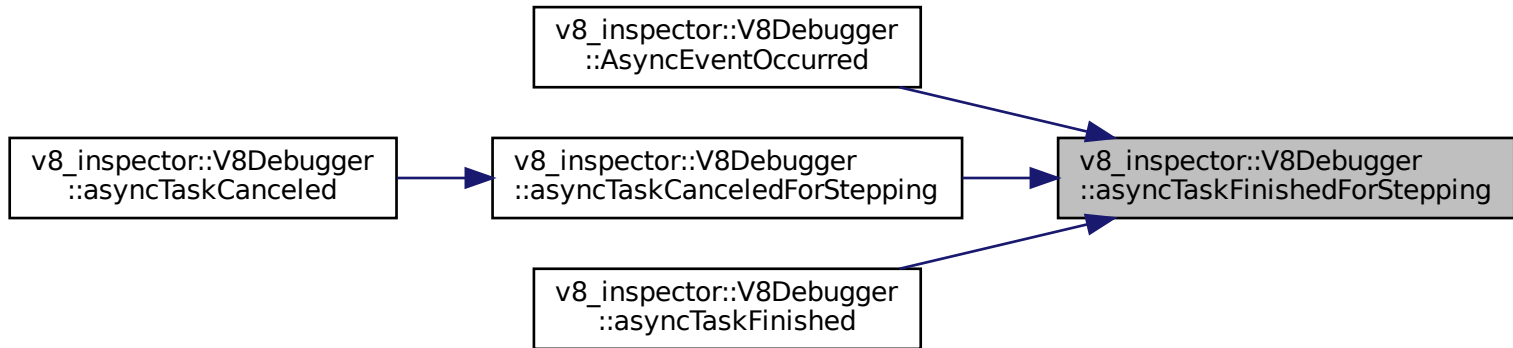 v8_inspector::V8Debugger
::AsyncEventOccurred
v8_inspector::V8Debugger
::asyncTaskCanceled
v8_inspector::V8Debugger
::asyncTaskCanceledForStepping
v8_inspector::V8Debugger
::asyncTaskFinishedForStepping
v8_inspector::V8Debugger
::asyncTaskFinished